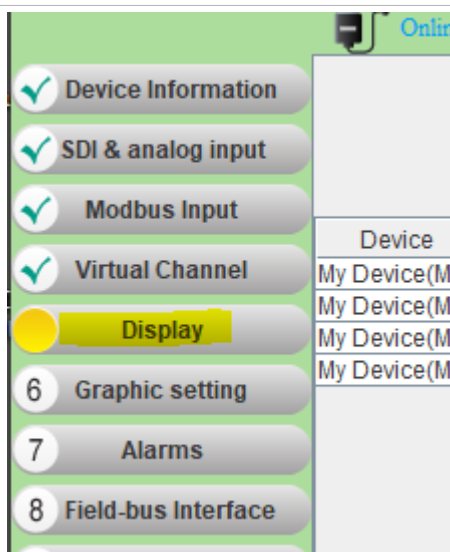 Onlin
Device Information
SDI & analog input
Modbus Input
Virtual Channel
Display
6 Graphic setting
7 Alarms
8 Field-bus Interface
Device
My Device(M
My Device(M
My Device(M
My Device(M